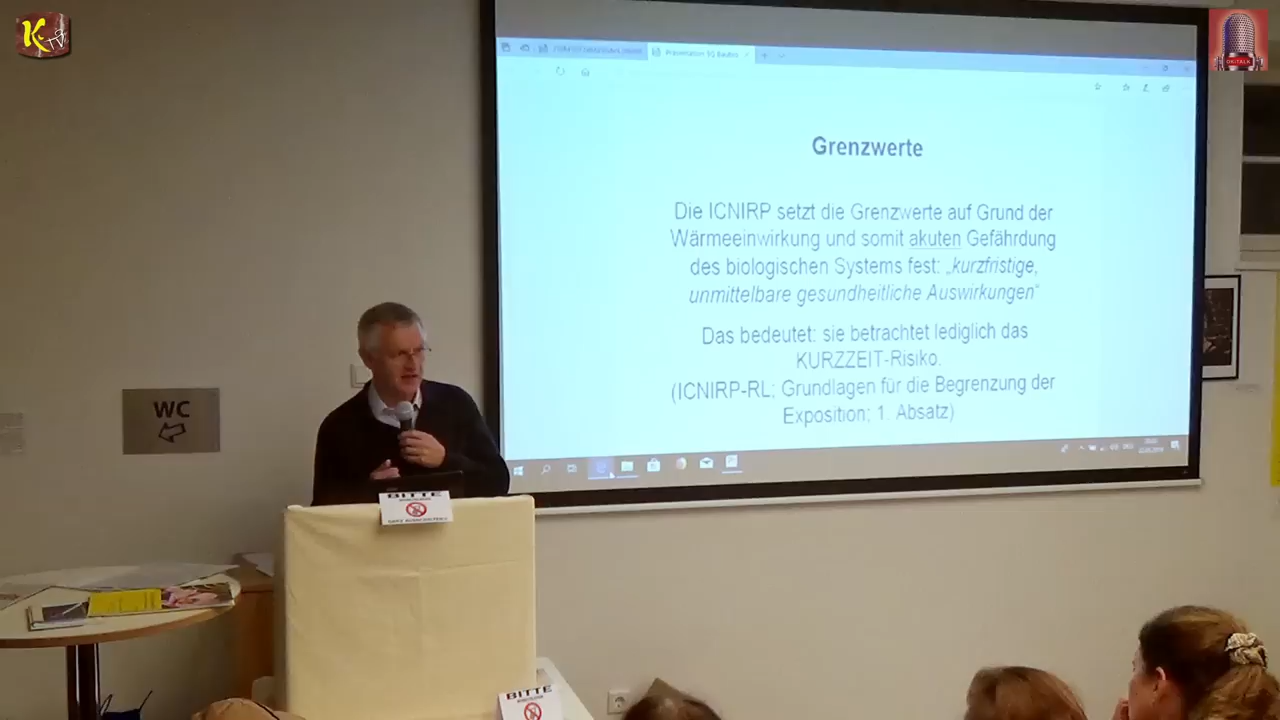 K
OKiTALK
Grenzwerte
Die ICNIRP setzt die Grenzwerte auf Grund der
Wärmeeinwirkung und somit akuten Gefährdung
des biologischen Systems fest: „kurzfristige,
unmittelbare gesundheitliche Auswirkungen“
Das bedeutet: sie betrachtet lediglich das
KURZZEIT-Risiko.
(ICNIRP-RL; Grundlagen für die Begrenzung der
Exposition; 1. Absatz)
WC
BITTE
BITTE